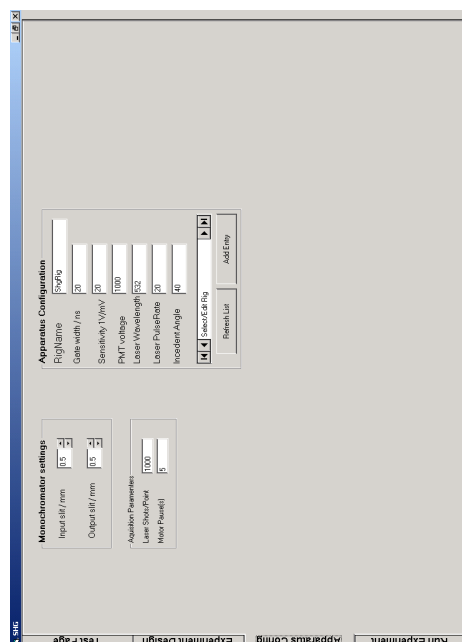 SHG
Test Page
Experiment Design
Apparatus Config
Run Experiment
Monochromator settings
Input slit / mm 0.5
Output slit / mm 0.5
Aquisition Paramenters
Laser Shots/Point 1000
Motor Pause(s) 5
Apparatus Configuration
RigName ShgRig
Gate width / ns 20
Sensitivity 1V/mV 20
PMT voltage 1000
Laser Wavelength 532
Laser PulseRate 20
Incedent Angle 40
Select/Edit Rig
Refresh List
Add Entry